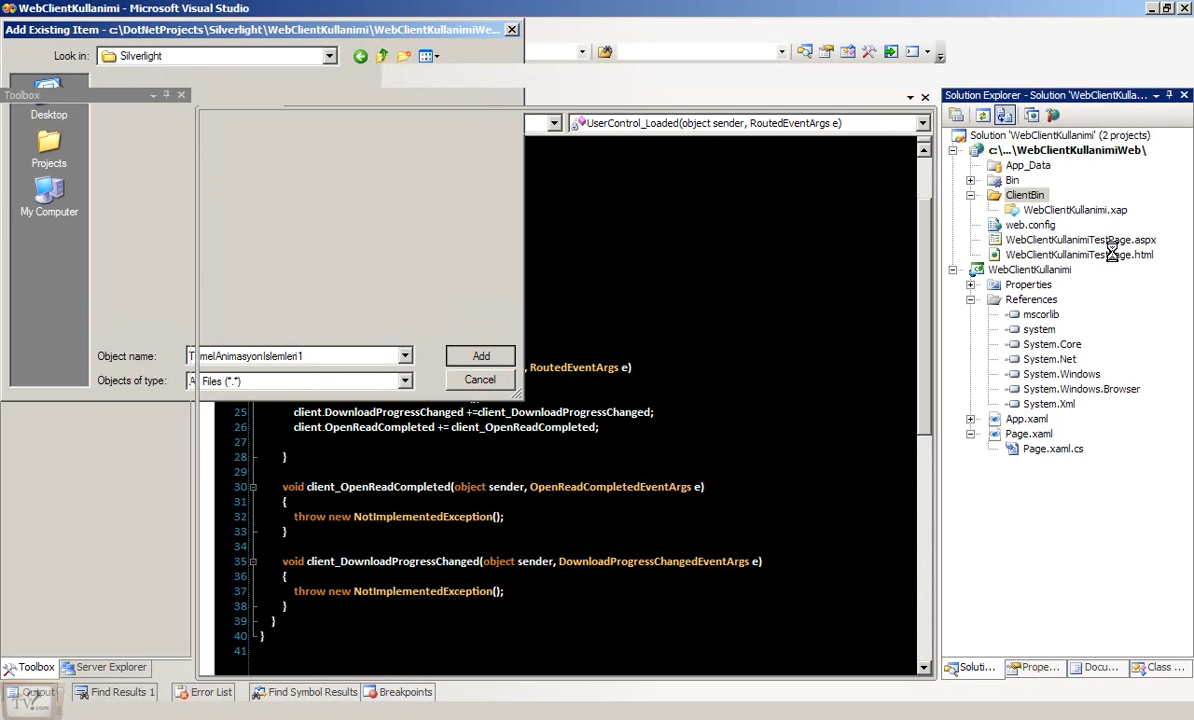 WebClientKullanimi - Microsoft Visual Studio
Add Existing Item - c:\DotNetProjects\Silverlight\WebClientKullanimi\WebClientKullanimiWe...
Look in:
Silverlight
Toolbox
Desktop
Projects
My Computer
Object name:
Add
Objects of type:
Files (*.*)
Cancel
UserControl_Loaded(object sender, RoutedEventArgs e)
, RoutedEventArgs e)
25 client.DownloadProgressChanged +=client_DownloadProgressChanged;
26 client.OpenReadCompleted += client_OpenReadCompleted;
27
28 }
29
30 void client_OpenReadCompleted(object sender, OpenReadCompletedEventArgs e)
31 {
32 throw new NotImplementedException();
33 }
34
35 void client_DownloadProgressChanged(object sender, DownloadProgressChangedEventArgs e)
36 {
37 throw new NotImplementedException();
38 }
39 }
40 }
41
Solution Explorer - Solution 'WebClientKulla...
Solution 'WebClientKullanimi' (2 projects)
c:\...\WebClientKullanimiWeb\
App_Data
Bin
ClientBin
WebClientKullanimi.xap
web.config
WebClientKullanimiTestPage.aspx
WebClientKullanimiTestPage.html
WebClientKullanimi
Properties
References
mscorlib
system
System.Core
System.Net
System.Windows
System.Windows.Browser
System.Xml
App.xaml
Page.xaml
Page.xaml.cs
Toolbox
Server Explorer
Soluti...
Prope...
Docu...
Class ...
Output
Find Results 1
Error List
Find Symbol Results
Breakpoints